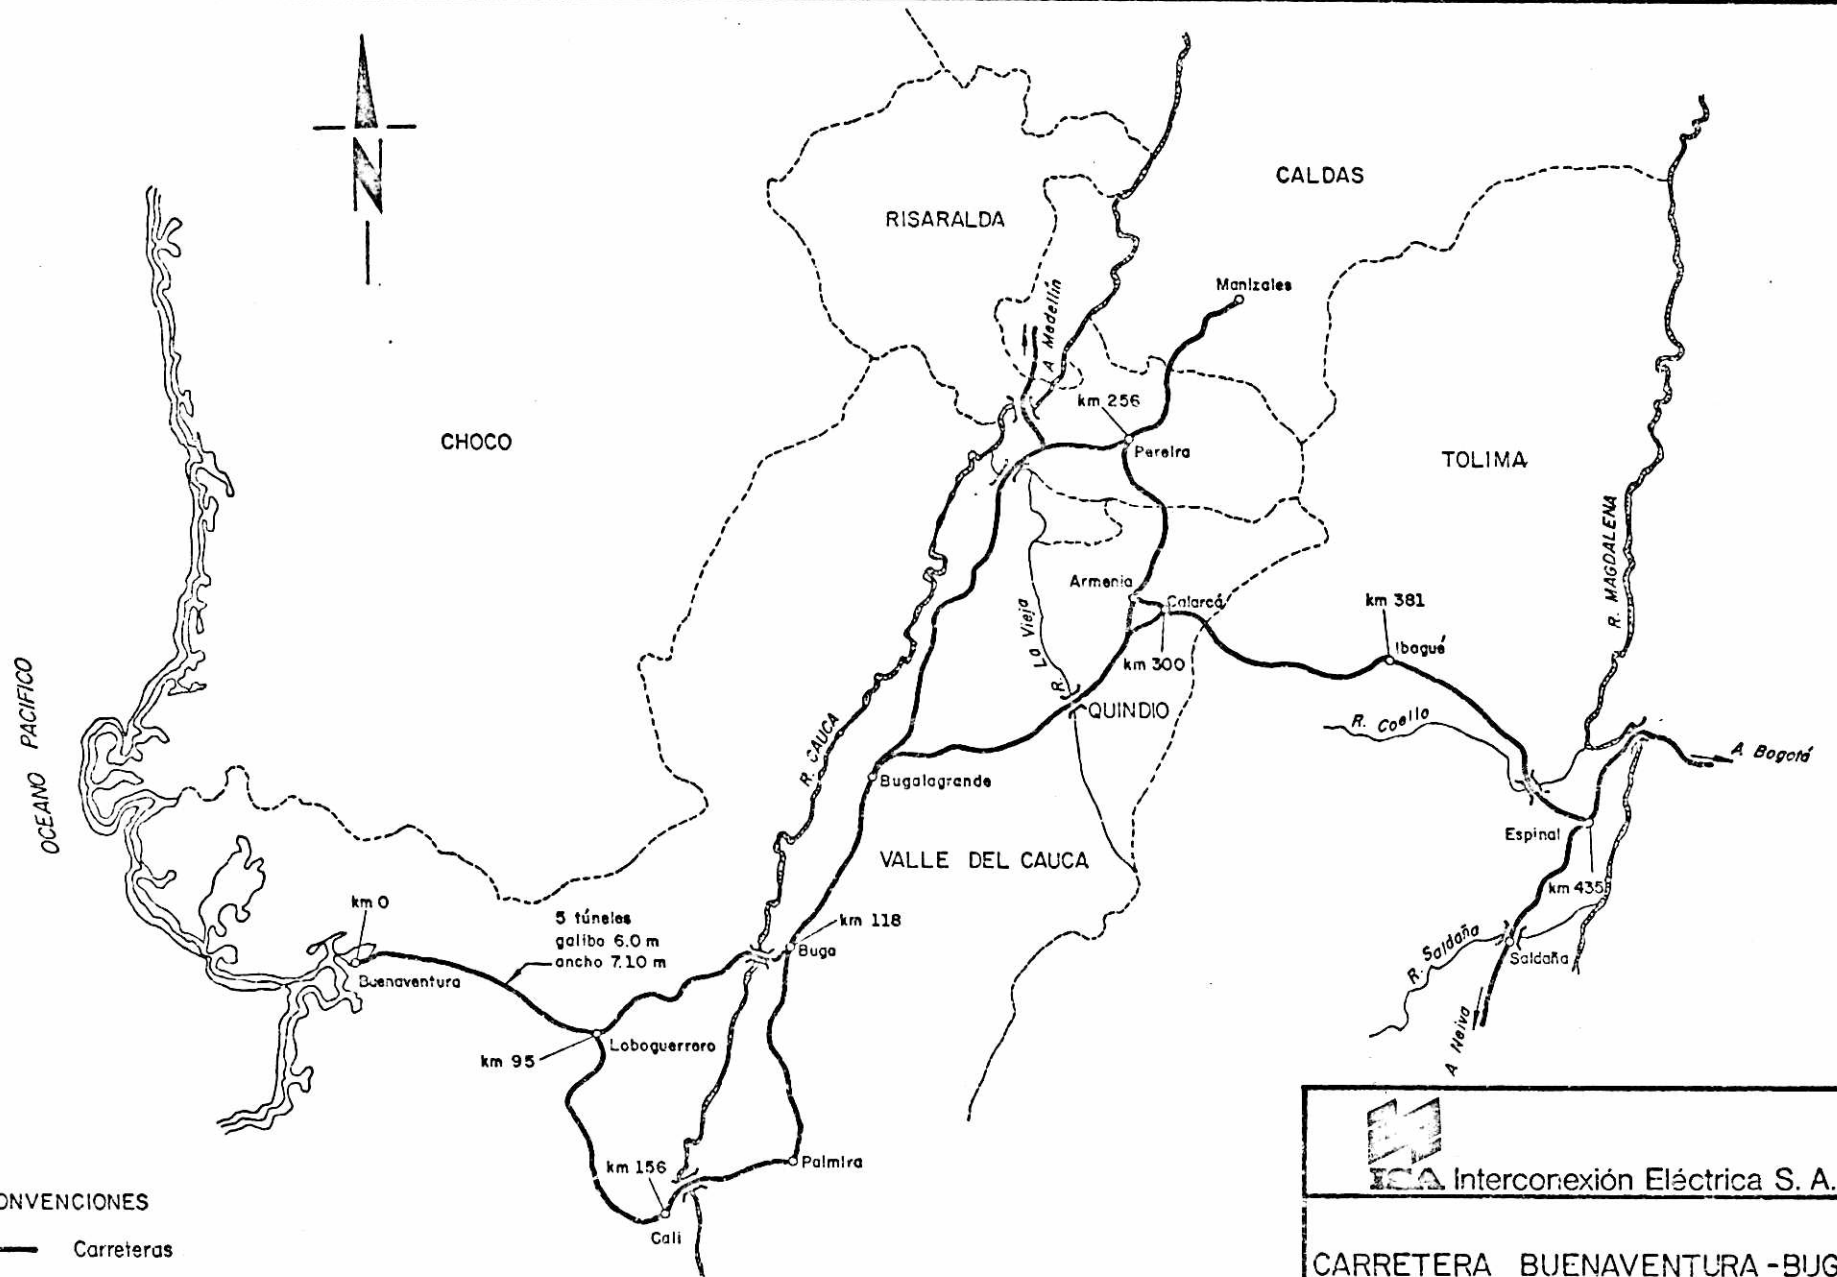 N
CALDAS
RISARALDA
Manizales
A Medellín
km 256
CHOCO
Pereira
TOLIMA
R. MAGDALENA
Armenia
Calarcá
km 381
R. La Vieja
km 300
Ibagué
OCEANO PACIFICO
QUINDIO
R. Coello
R. CAUCA
A Bogotá
Bugalagrande
Espinal
VALLE DEL CAUCA
km 435
km 0
5 túneles
galibo 6.0 m
ancho 7.10 m
km 118
Buga
R. Saldaña
Saldaña
Buenaventura
Loboguerrero
km 95
A Neiva
km 156
Palmira
Cali
ISA Interconexión Eléctrica S. A.
ONVENCIONES
Carreteras
CARRETERA BUENAVENTURA-BUG